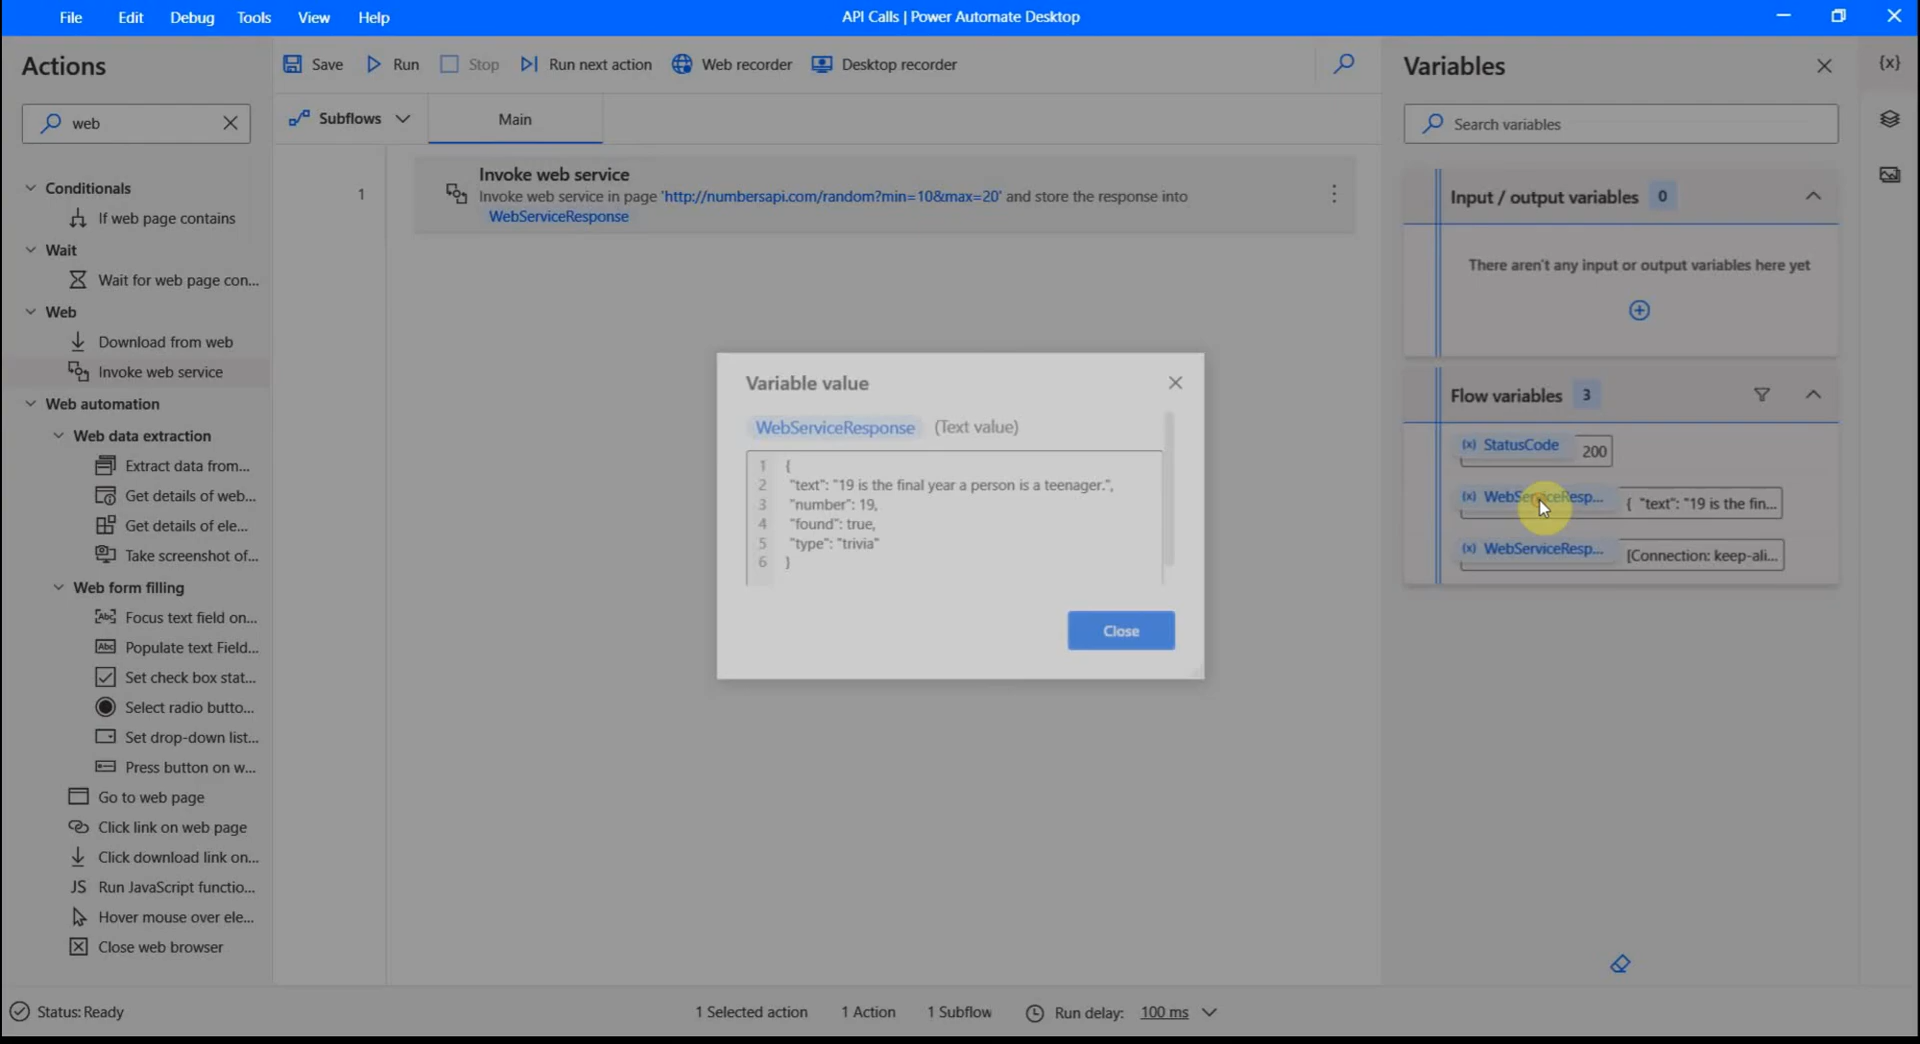 File Edit Debug Tools View Help
API Calls | Power Automate Desktop
Actions
web
Conditionals
If web page contains
Wait
Wait for web page con...
Web
Download from web
Invoke web service
Web automation
Web data extraction
Extract data from...
Get details of web...
Get details of ele...
Take screenshot of...
Web form filling
Focus text field on...
Populate text Field...
Set check box stat...
Select radio butto...
Set drop-down list...
Press button on w...
Go to web page
Click link on web page
Click download link on...
JS Run JavaScript functio...
Hover mouse over ele...
Close web browser
Save Run Stop Run next action Web recorder Desktop recorder
Subflows Main
1
Invoke web service
Invoke web service in page 'http://numbersapi.com/random?min=10&max=20' and store the response into
WebServiceResponse
Variable value
WebServiceResponse (Text value)
1 {
2 "text": "19 is the final year a person is a teenager.",
3 "number": 19,
4 "found": true,
5 "type": "trivia"
6 }
Close
Variables
{x}
Search variables
Input / output variables 0
There aren't any input or output variables here yet
Flow variables 3
(x) StatusCode 200
(x) WebServiceResp... { "text": "19 is the fin...
(x) WebServiceResp... [Connection: keep-ali...
Status: Ready
1 Selected action 1 Action 1 Subflow Run delay: 100 ms